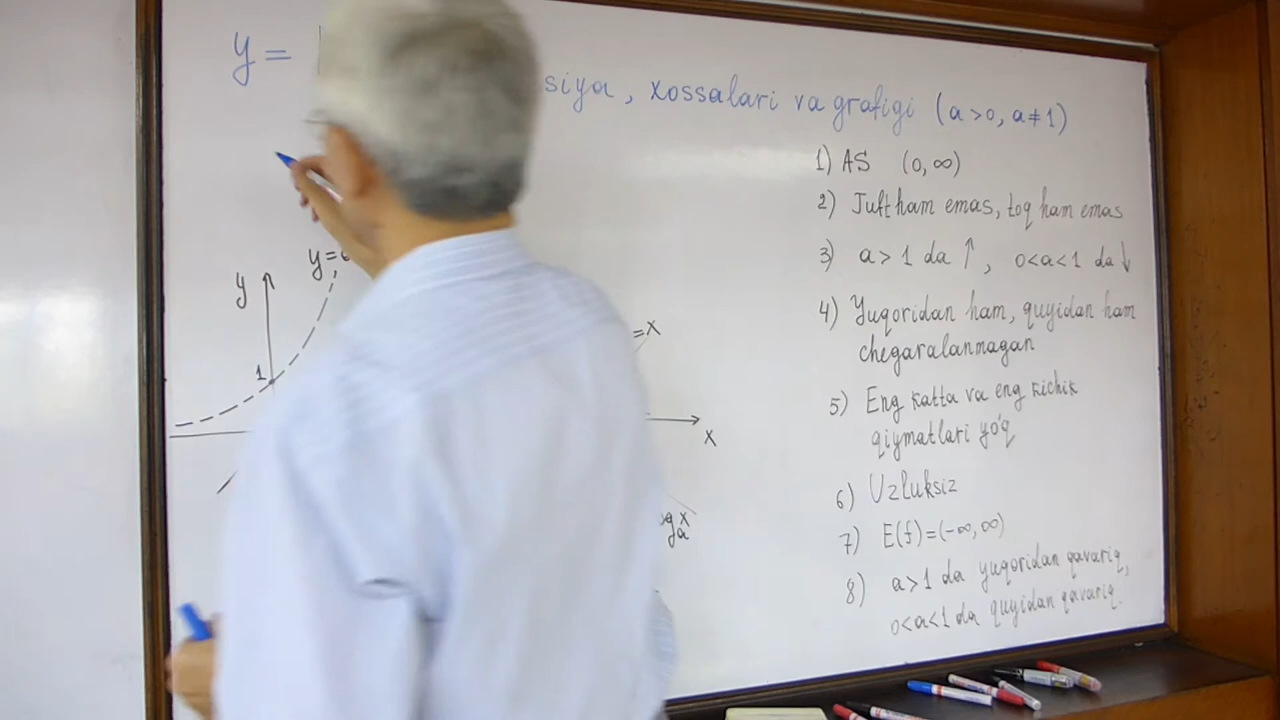 y =
siya, xossalari va grafigi (a>0, a≠1)
1) AS (0, ∞)
2) Juft ham emas, toq ham emas
3) a > 1 da ↑, 0<a<1 da ↓
4) Yuqoridan ham, quyidan ham
chegaralanmagan
5) Eng katta va eng kichik
qiymatlari yo'q
6) Uzluksiz
7) E(f)=(-∞, ∞)
8) a>1 da yuqoridan qavariq,
0<a<1 da quyidan qavariq.
y=
y
1
=x
x